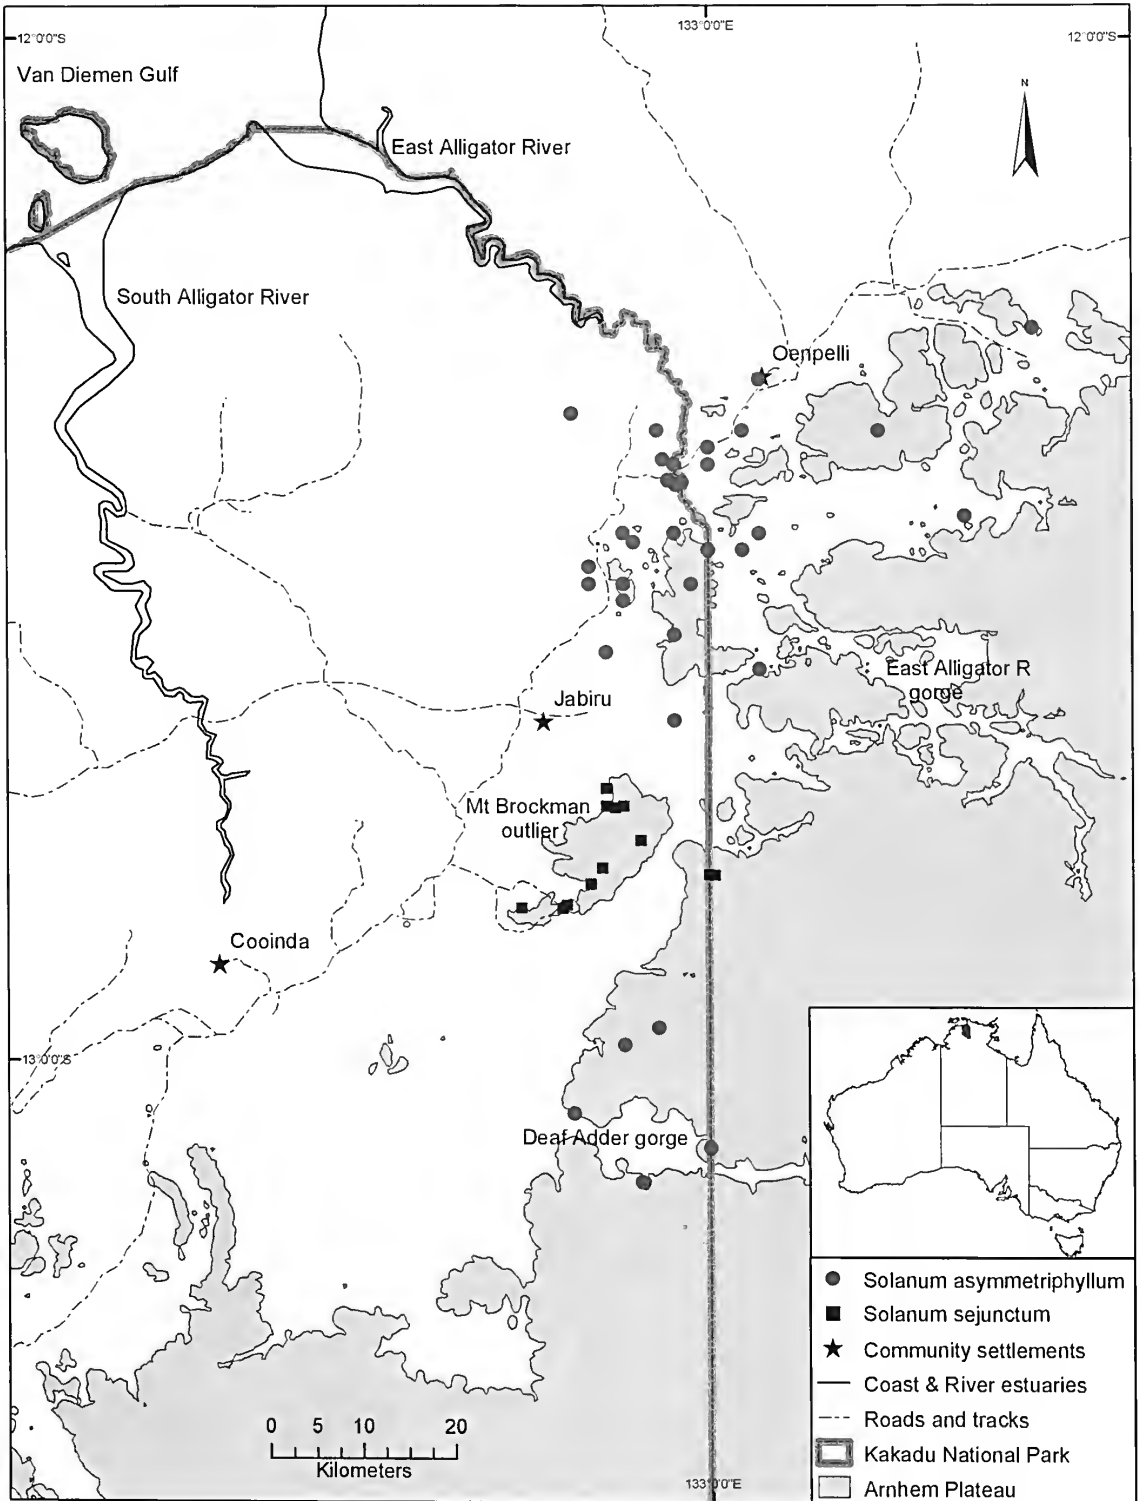 133°0'0"E
12°0'0"S
12°0'0"S
Van Diemen Gulf
N
East Alligator River
South Alligator River
Oenpelli
East Alligator R
gorge
Jabiru
Mt Brockman
outlier
Cooinda
13°0'0"S
Deaf Adder gorge
Solanum asymmetriphyllum
Solanum sejunctum
Community settlements
Coast & River estuaries
Roads and tracks
Kakadu National Park
Arnhem Plateau
0 5 10 20
Kilometers
133°0'0"E